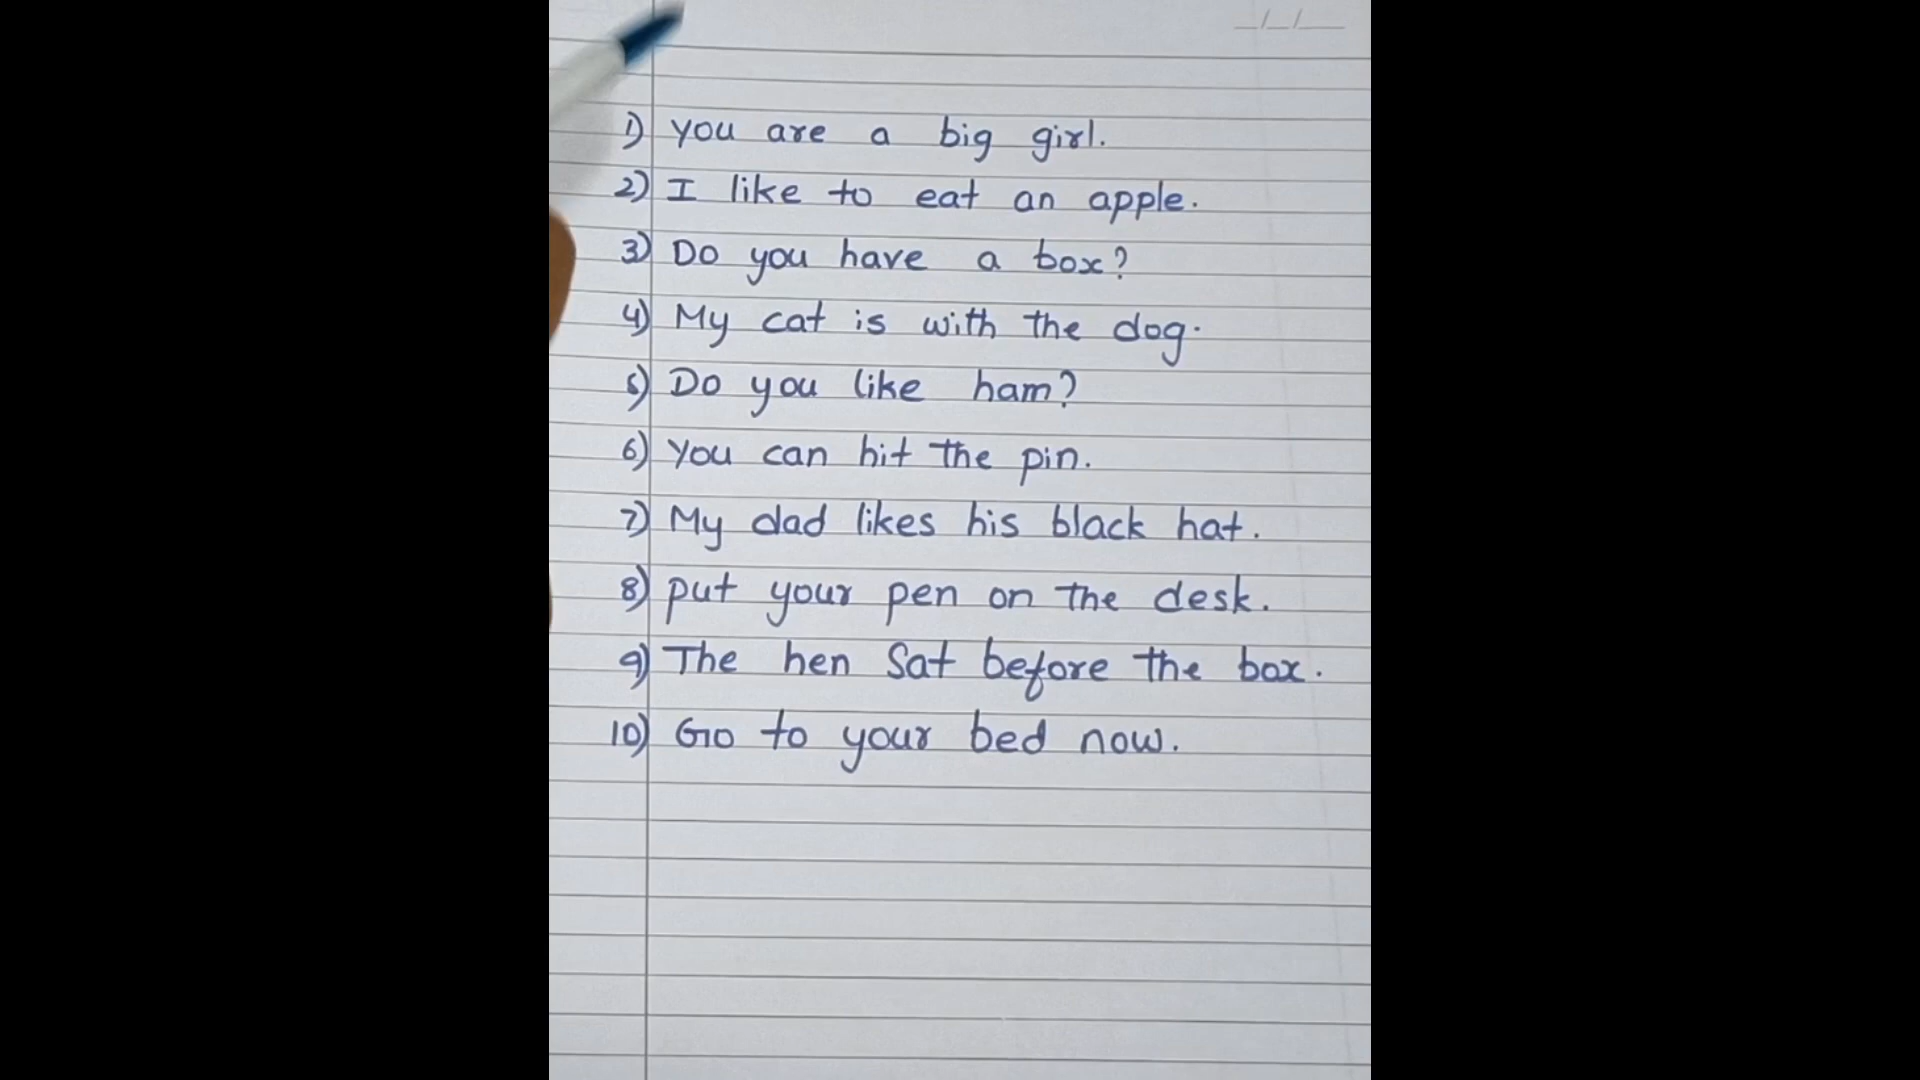 1) You are a big girl.
2) I like to eat an apple.
3) Do you have a box?
4) My cat is with the dog.
5) Do you like ham?
6) You can hit the pin.
7) My dad likes his black hat.
8) put your pen on the desk.
9) The hen Sat before the box.
10) Go to your bed now.